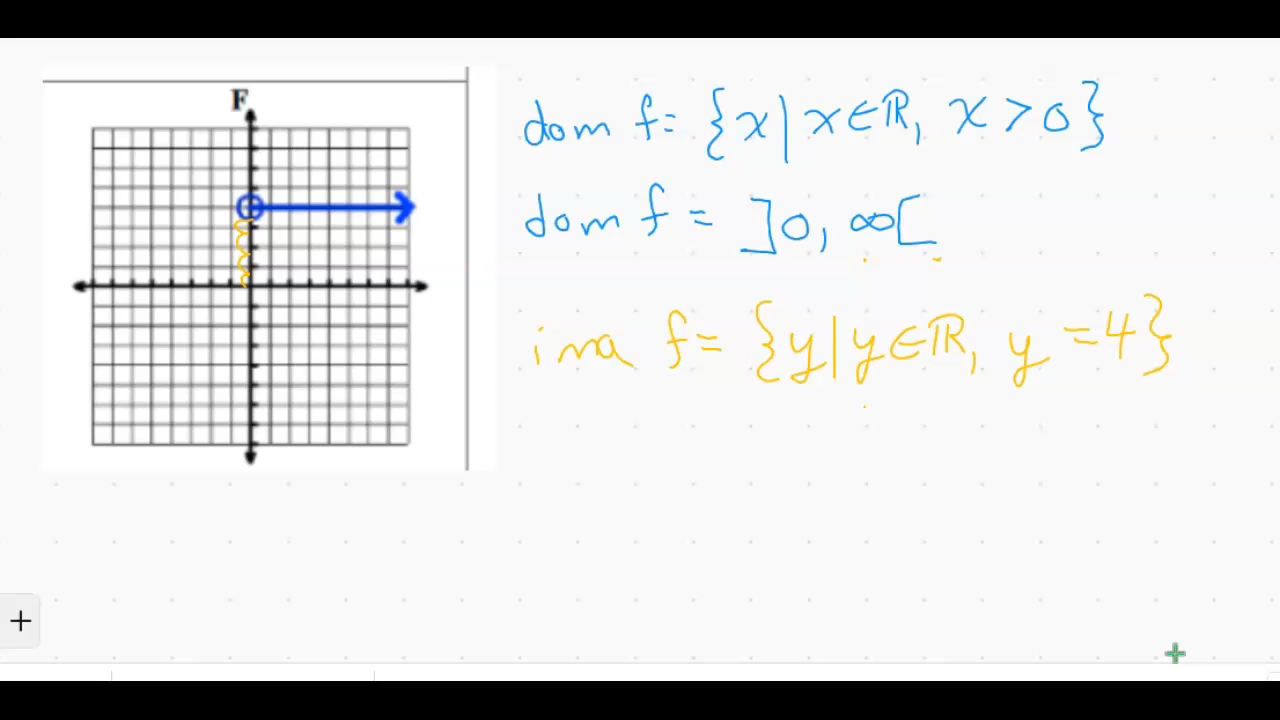 F
dom f= {x|x∈ℝ, x>0}
dom f = ]0, ∞[
ima f= {y|y∈ℝ, y =4}
+